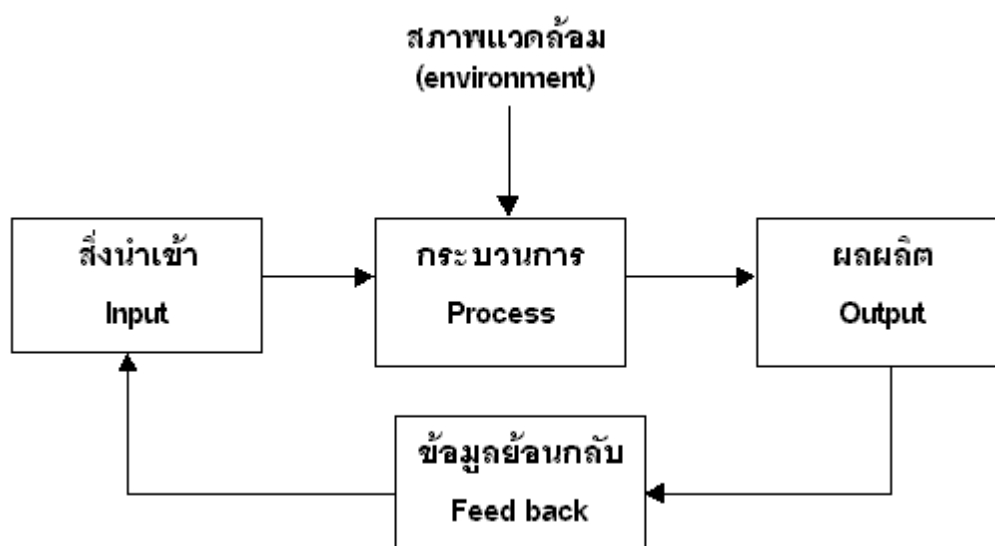 สภาพแวดล้อม
(environment)
สิ่งนำเข้า
Input
กระบวนการ
Process
ผลผลิต
Output
ข้อมูลย้อนกลับ
Feed back